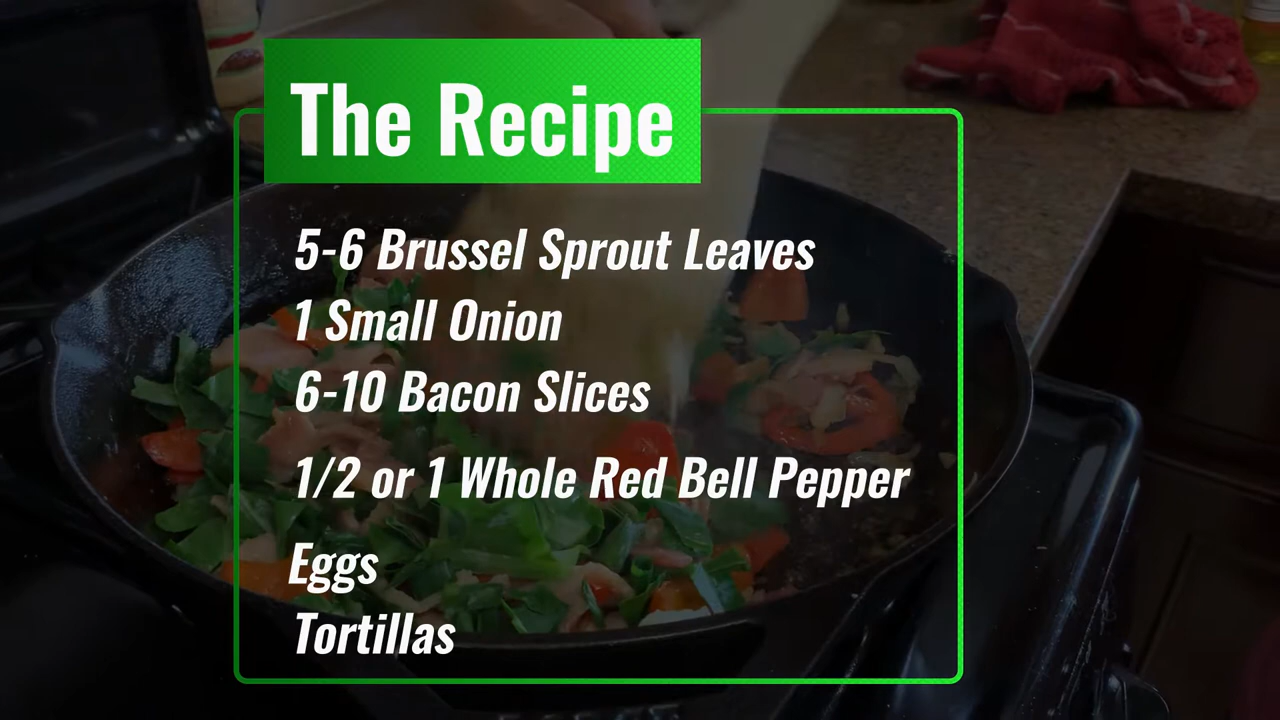 The Recipe
5-6 Brussel Sprout Leaves
1 Small Onion
6-10 Bacon Slices
1/2 or 1 Whole Red Bell Pepper
Eggs
Tortillas